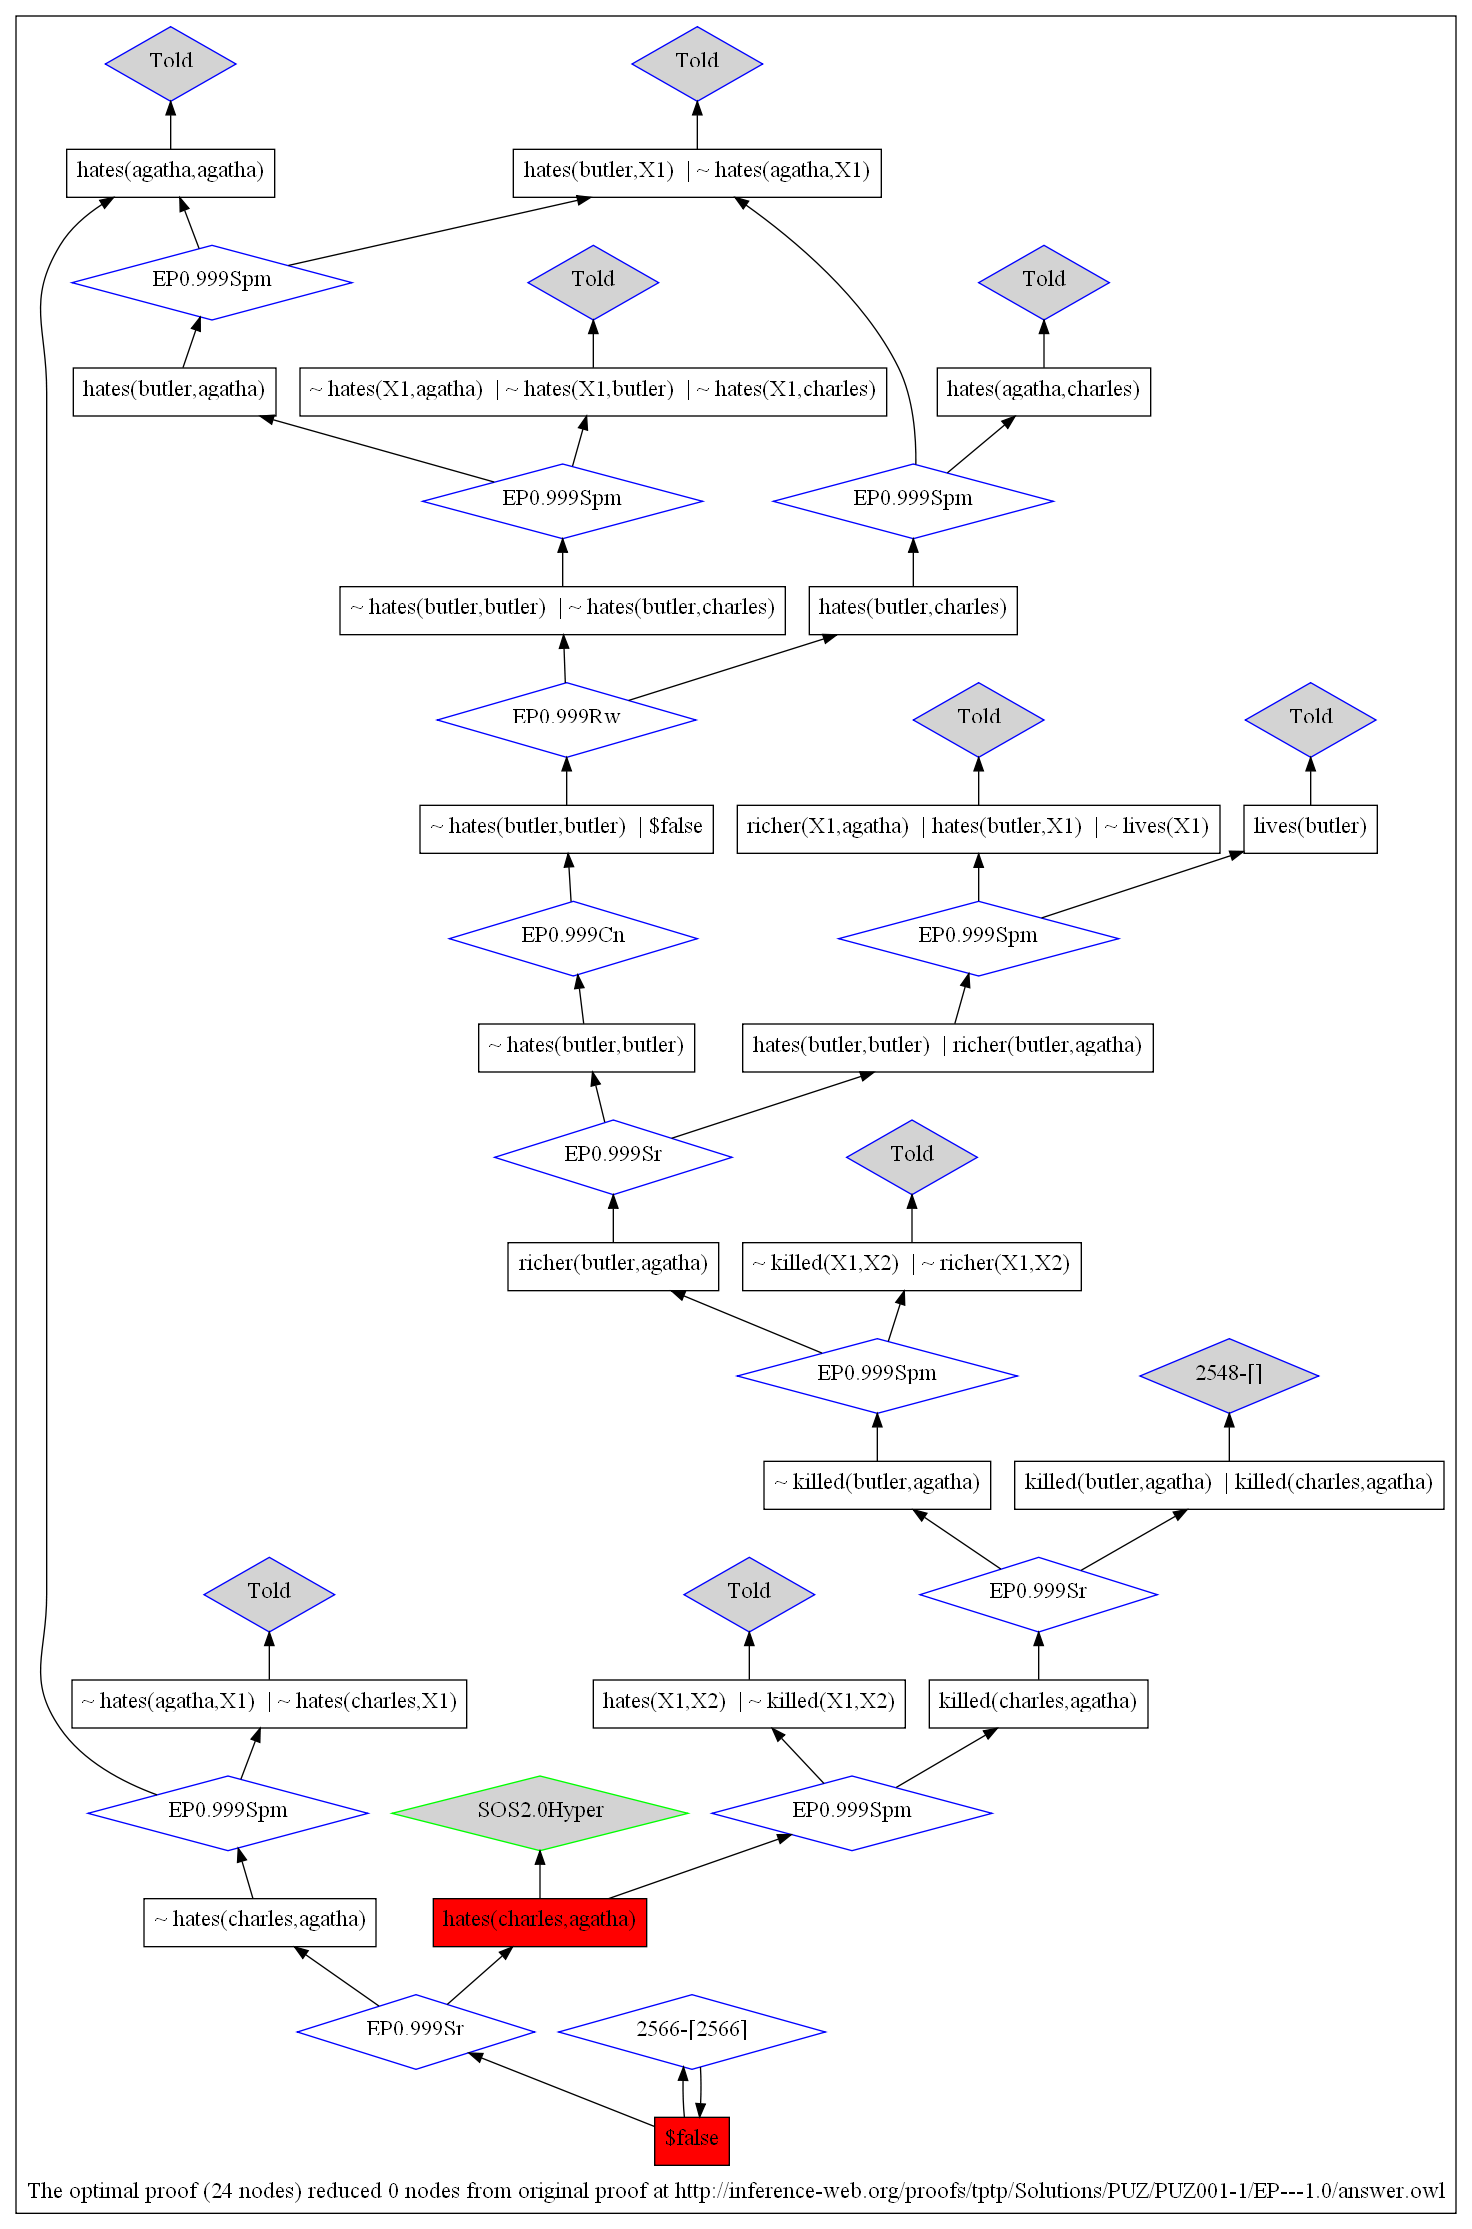 Told
Told
hates(agatha,agatha)
hates(butler,X1) | ~ hates(agatha,X1)
EP0.999Spm
Told
Told
hates(butler,agatha)
~ hates(X1,agatha) | ~ hates(X1,butler) | ~ hates(X1,charles)
hates(agatha,charles)
EP0.999Spm
EP0.999Spm
~ hates(butler,butler) | ~ hates(butler,charles)
hates(butler,charles)
EP0.999Rw
Told
Told
~ hates(butler,butler) | $false
richer(X1,agatha) | hates(butler,X1) | ~ lives(X1)
lives(butler)
EP0.999Cn
EP0.999Spm
~ hates(butler,butler)
hates(butler,butler) | richer(butler,agatha)
EP0.999Sr
Told
richer(butler,agatha)
~ killed(X1,X2) | ~ richer(X1,X2)
EP0.999Spm
2548-[]
~ killed(butler,agatha)
killed(butler,agatha) | killed(charles,agatha)
Told
Told
EP0.999Sr
~ hates(agatha,X1) | ~ hates(charles,X1)
hates(X1,X2) | ~ killed(X1,X2)
killed(charles,agatha)
EP0.999Spm
SOS2.0Hyper
EP0.999Spm
~ hates(charles,agatha)
hates(charles,agatha)
EP0.999Sr
2566-[2566]
$false
The optimal proof (24 nodes) reduced 0 nodes from original proof at http://inference-web.org/proofs/tptp/Solutions/PUZ/PUZ001-1/EP---1.0/answer.owl